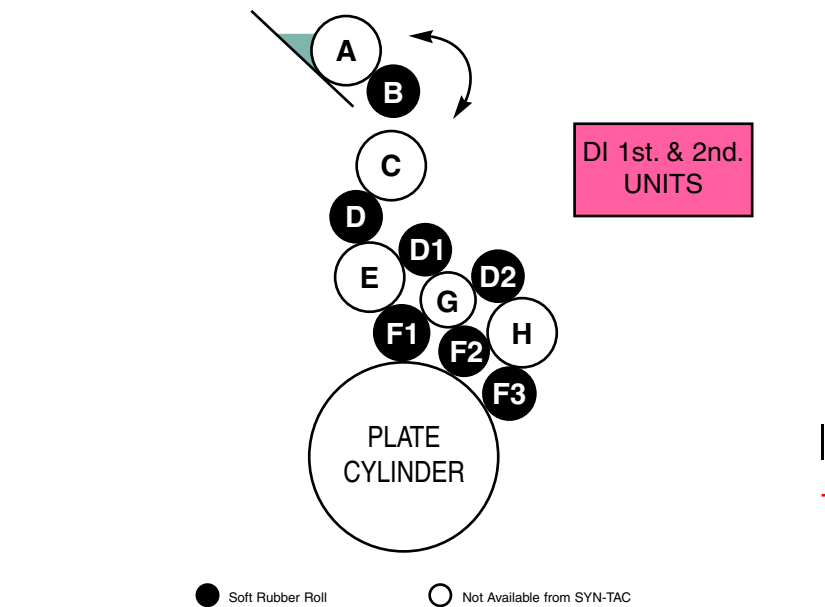 A
B
DI 1st. & 2nd.
UNITS
C
D
D1
E
D2
G
F1
H
F2
F3
PLATE
CYLINDER
Soft Rubber Roll
Not Available from SYN-TAC